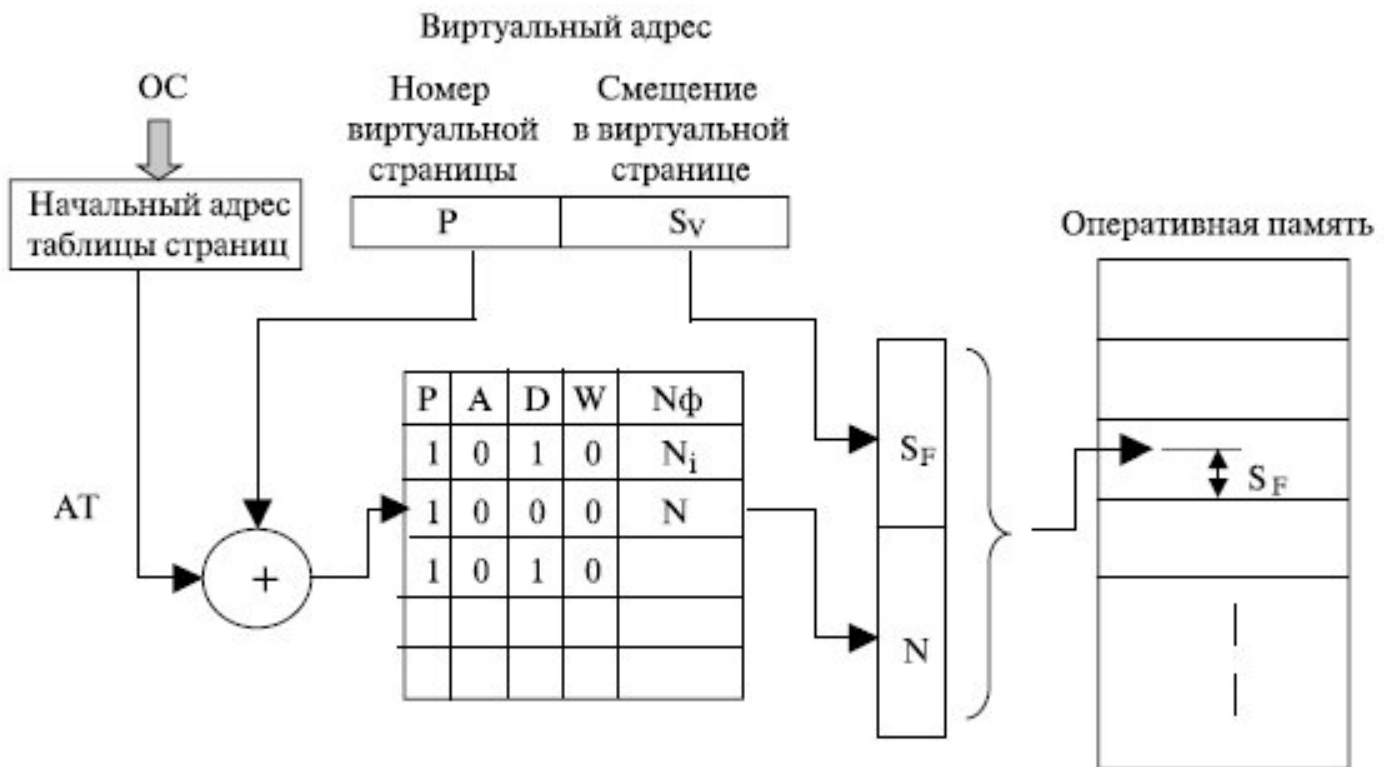 Виртуальный адрес
ОС
Номер
виртуальной
страницы
Смещение
в виртуальной
странице
Начальный адрес
таблицы страниц
P SV
Оперативная память
P A D W Nф
1 0 1 0 Ni
1 0 0 0 N
1 0 1 0
АТ
+
SF
N
SF